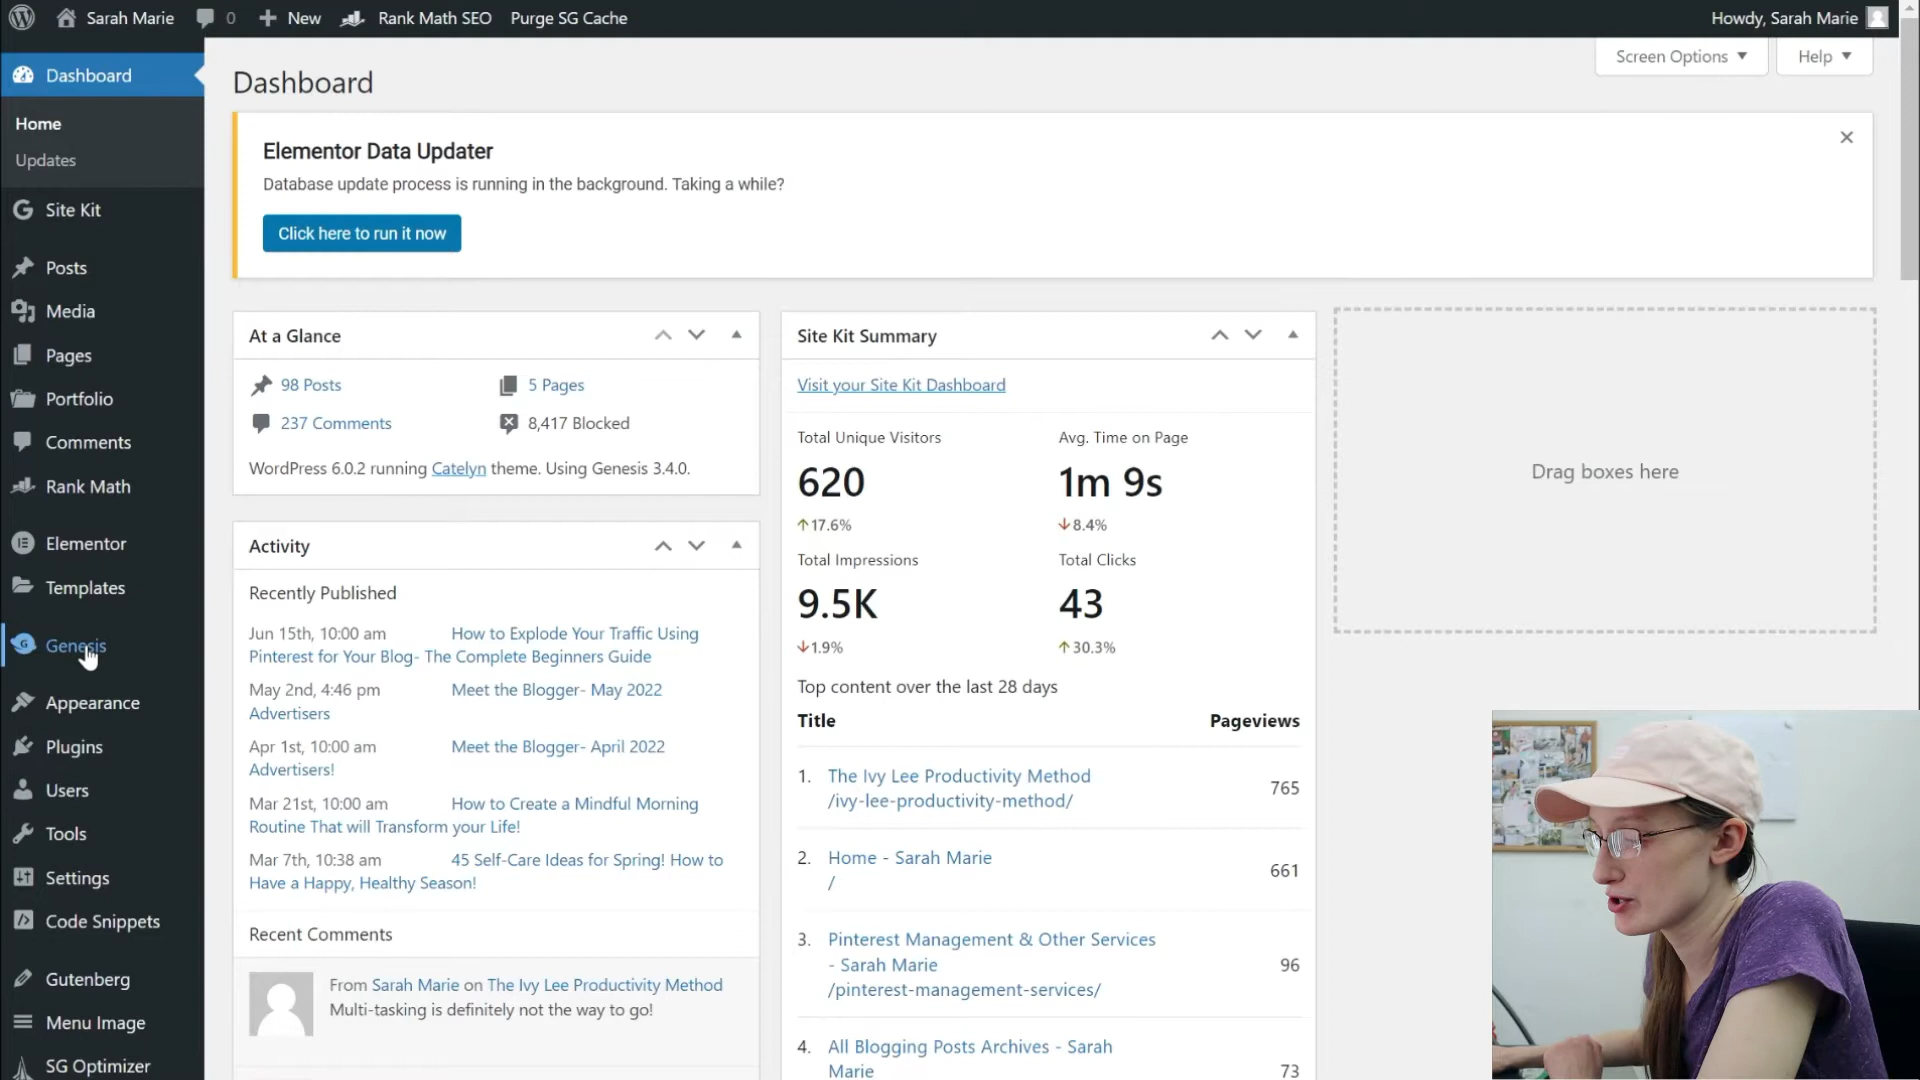 Sarah Marie
0
New
Rank Math SEO
Purge SG Cache
Howdy, Sarah Marie
Screen Options
Help
Dashboard
Home
Updates
Site Kit
Posts
Media
Pages
Portfolio
Comments
Rank Math
Elementor
Templates
Genesis
Appearance
Plugins
Users
Tools
Settings
Code Snippets
Gutenberg
Menu Image
SG Optimizer
Dashboard
Elementor Data Updater
Database update process is running in the background. Taking a while?
Click here to run it now
At a Glance
98 Posts
5 Pages
237 Comments
8,417 Blocked
WordPress 6.0.2 running Catelyn theme. Using Genesis 3.4.0.
Activity
Recently Published
Jun 15th, 10:00 am How to Explode Your Traffic Using
Pinterest for Your Blog- The Complete Beginners Guide
May 2nd, 4:46 pm Meet the Blogger- May 2022
Advertisers
Apr 1st, 10:00 am Meet the Blogger- April 2022
Advertisers!
Mar 21st, 10:00 am How to Create a Mindful Morning
Routine That will Transform your Life!
Mar 7th, 10:38 am 45 Self-Care Ideas for Spring! How to
Have a Happy, Healthy Season!
Recent Comments
From Sarah Marie on The Ivy Lee Productivity Method
Multi-tasking is definitely not the way to go!
Site Kit Summary
Visit your Site Kit Dashboard
Total Unique Visitors
620
17.6%
Avg. Time on Page
1m 9s
8.4%
Total Impressions
9.5K
1.9%
Total Clicks
43
30.3%
Top content over the last 28 days
Title Pageviews
1. The Ivy Lee Productivity Method
/ivy-lee-productivity-method/
765
2. Home - Sarah Marie
/
661
3. Pinterest Management & Other Services
- Sarah Marie
/pinterest-management-services/
96
4. All Blogging Posts Archives - Sarah
Marie
73
Drag boxes here